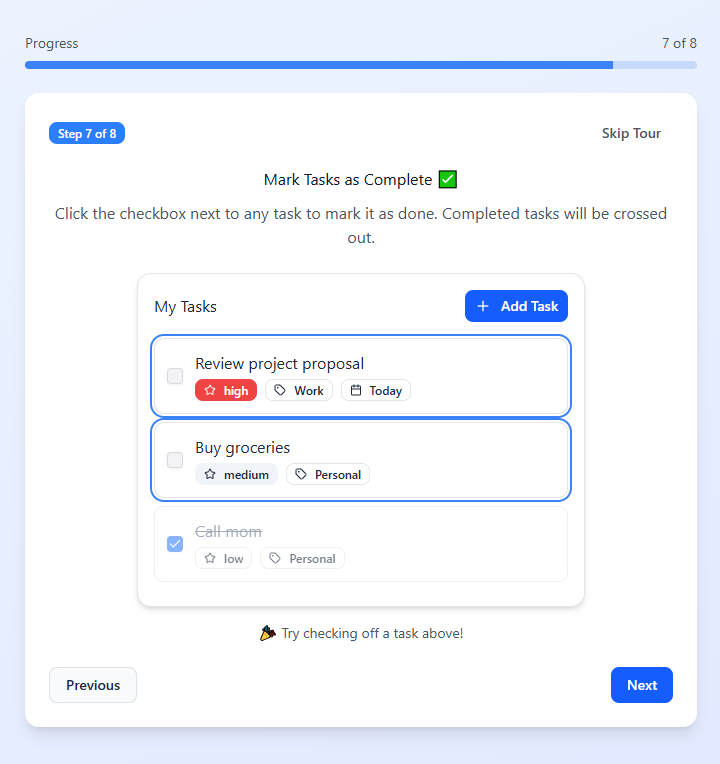 Progress
7 of 8
Step 7 of 8
Skip Tour
Mark Tasks as Complete ✅
Click the checkbox next to any task to mark it as done. Completed tasks will be crossed
out.
My Tasks
+ Add Task
Review project proposal
high
Work
Today
Buy groceries
medium
Personal
Call mom
low
Personal
🎉 Try checking off a task above!
Previous
Next